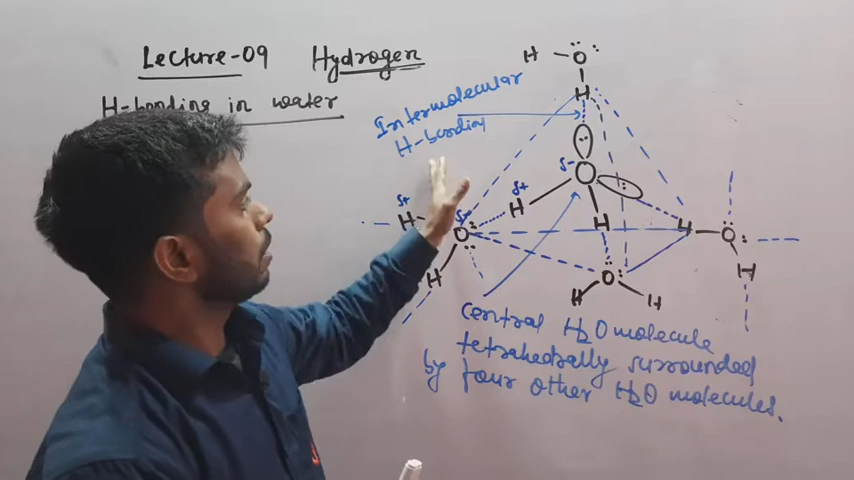 Lecture-09 Hydrogen
H-bonding in water
Intermolecular
H-bonding
H - O
H
δ-
O
δ+
H
H
δ+
H
δ-
O
H
H - O
H
O
H H
Central H2O molecule
tetrahedrally surrounded
by four other H2O molecules.